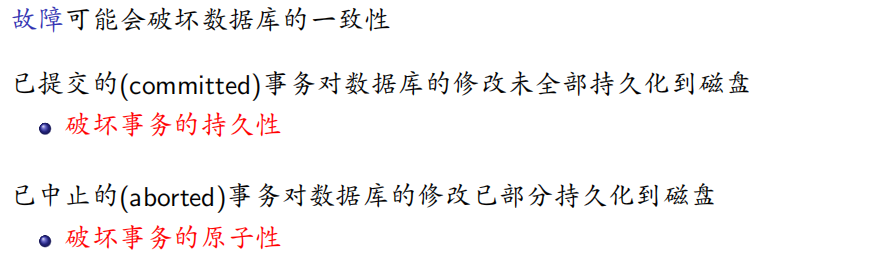 故障可能会破坏数据库的一致性
已提交的(committed)事务对数据库的修改未全部持久化到磁盘
破坏事务的持久性
已中止的(aborted)事务对数据库的修改已部分持久化到磁盘
破坏事务的原子性